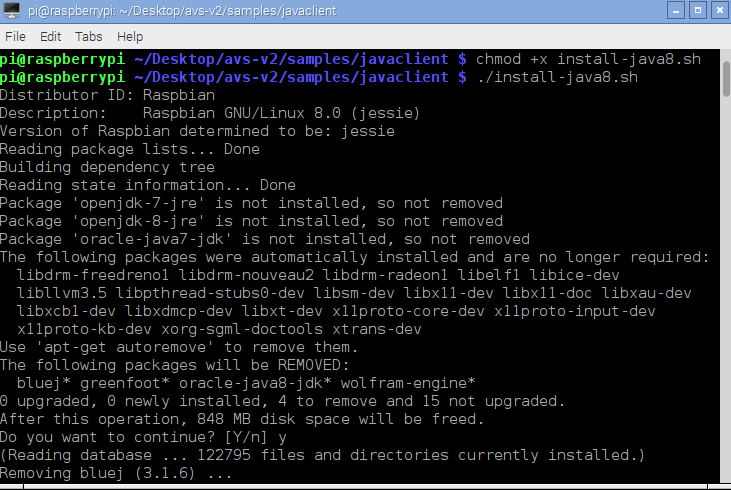 pi@raspberrypi: ~/Desktop/avs-v2/samples/javaclient
File Edit Tabs Help
pi@raspberrypi ~/Desktop/avs-v2/samples/javaclient $ chmod +x install-java8.sh
pi@raspberrypi ~/Desktop/avs-v2/samples/javaclient $ ./install-java8.sh
Distributor ID: Raspbian
Description:    Raspbian GNU/Linux 8.0 (jessie)
Version of Raspbian determined to be: jessie
Reading package lists... Done
Building dependency tree
Reading state information... Done
Package 'openjdk-7-jre' is not installed, so not removed
Package 'openjdk-8-jre' is not installed, so not removed
Package 'oracle-java7-jdk' is not installed, so not removed
The following packages were automatically installed and are no longer required:
  libdrm-freedreno1 libdrm-nouveau2 libdrm-radeon1 libelf1 libice-dev
  libllvm3.5 libpthread-stubs0-dev libsm-dev libx11-dev libx11-doc libxau-dev
  libxcb1-dev libxdmcp-dev libxt-dev x11proto-core-dev x11proto-input-dev
  x11proto-kb-dev xorg-sgml-doctools xtrans-dev
Use 'apt-get autoremove' to remove them.
The following packages will be REMOVED:
  bluej* greenfoot* oracle-java8-jdk* wolfram-engine*
0 upgraded, 0 newly installed, 4 to remove and 15 not upgraded.
After this operation, 848 MB disk space will be freed.
Do you want to continue? [Y/n] y
(Reading database ... 122795 files and directories currently installed.)
Removing bluej (3.1.6) ...